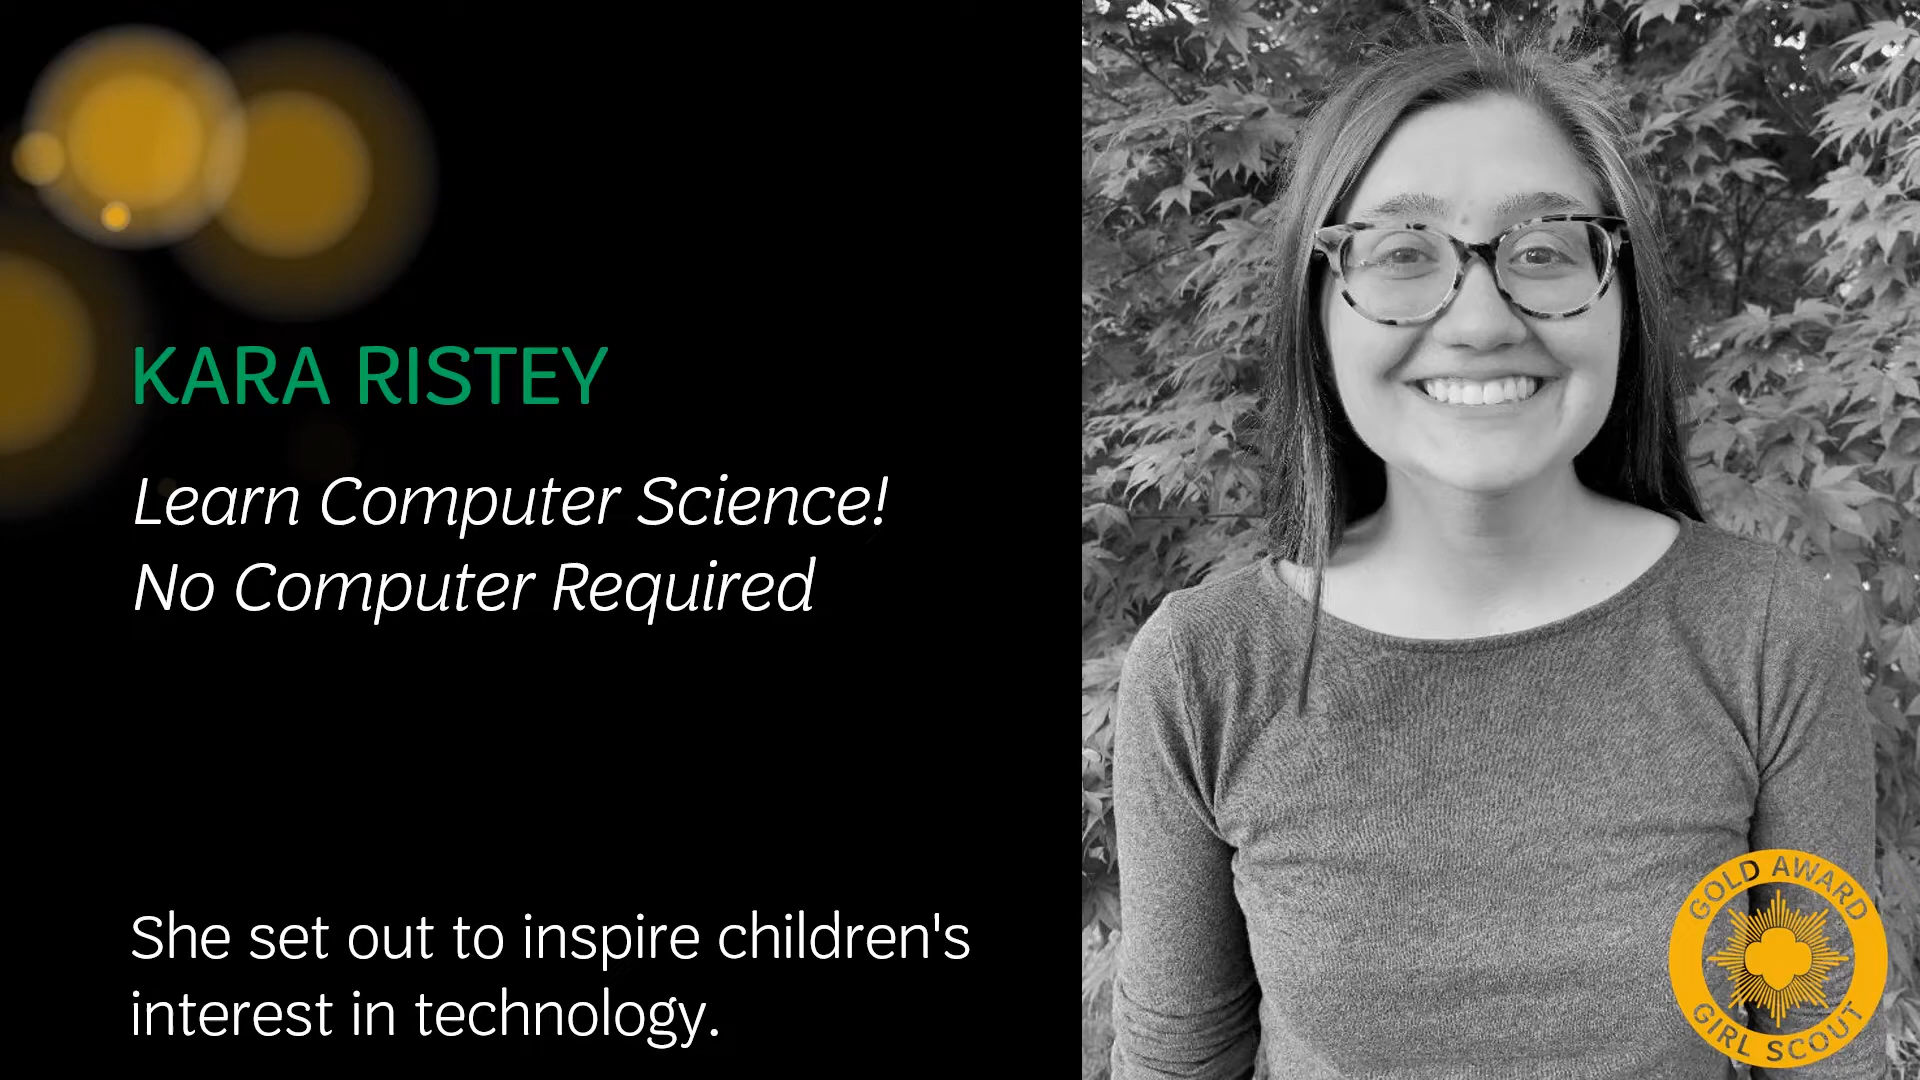 KARA RISTEY
Learn Computer Science!
No Computer Required
She set out to inspire children's
interest in technology.
GOLD AWARD
GIRL SCOUT